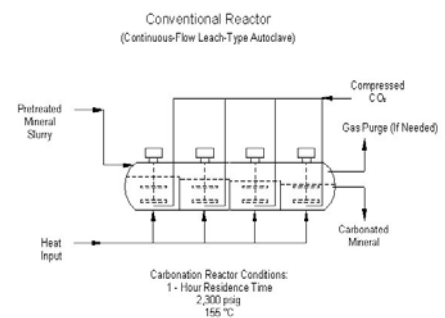 Conventional Reactor
(Continuous-Flow Leach-Type Autoclave)
Compressed
CO₂
Pretreated
Mineral
Slurry
Gas Purge (If Needed)
Carbonated
Mineral
Heat
Input
Carbonation Reactor Conditions:
1 - Hour Residence Time
2,300 psig
155 °C